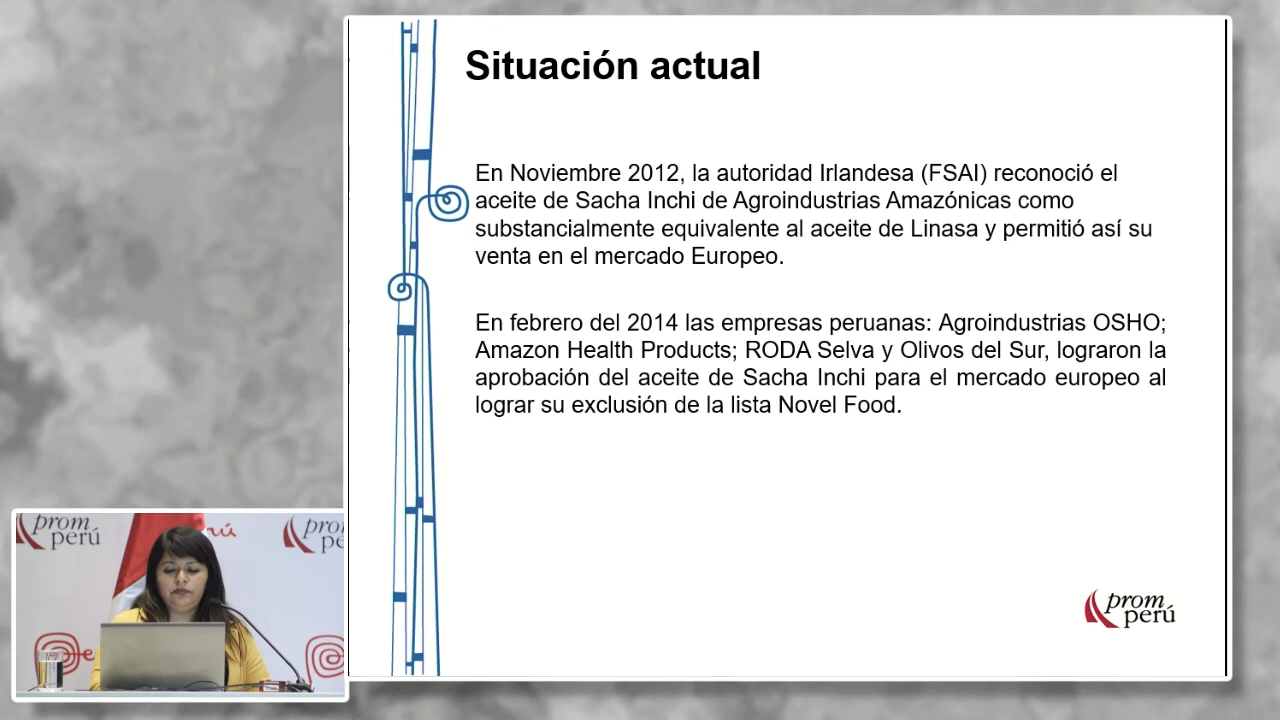 Situación actual
En Noviembre 2012, la autoridad Irlandesa (FSAI) reconoció el
aceite de Sacha Inchi de Agroindustrias Amazónicas como
substancialmente equivalente al aceite de Linasa y permitió así su
venta en el mercado Europeo.
En febrero del 2014 las empresas peruanas: Agroindustrias OSHO;
Amazon Health Products; RODA Selva y Olivos del Sur, lograron la
aprobación del aceite de Sacha Inchi para el mercado europeo al
lograr su exclusión de la lista Novel Food.
prom
perú
prom
perú
rú
pro
pe